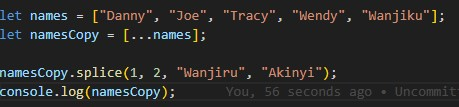 let names = ["Danny", "Joe", "Tracy", "Wendy", "Wanjiku"];
let namesCopy = [...names];
namesCopy.splice(1, 2, "Wanjiru", "Akinyi");
console.log(namesCopy);     You, 56 seconds ago • Uncommit